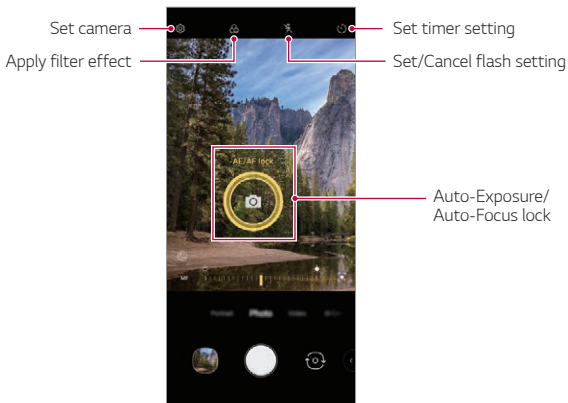 Set camera
Set timer setting
Apply filter effect
Set/Cancel flash setting
AE/AF lock
Auto-Exposure/
Auto-Focus lock
Portrait Photo Video